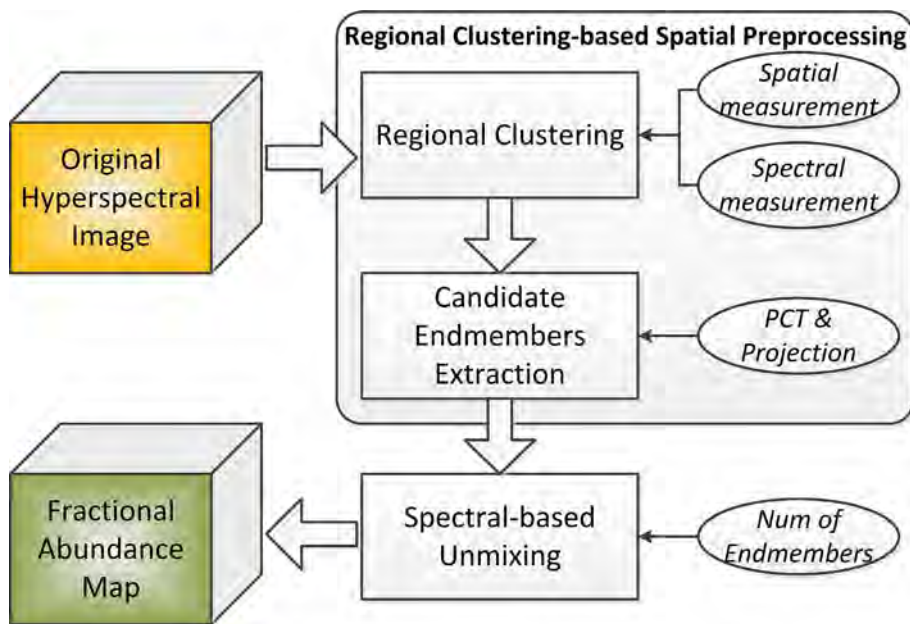 Regional Clustering-based Spatial Preprocessing
Original
Hyperspectral
Image
Regional Clustering
Spatial
measurement
Spectral
measurement
Candidate
Endmembers
Extraction
PCT &
Projection
Fractional
Abundance
Map
Spectral-based
Unmixing
Num of
Endmembers